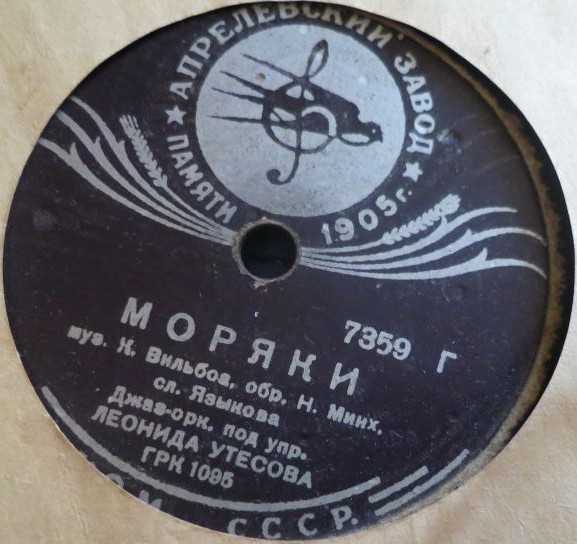 ★ АПРЕЛЕВСКИЙ ЗАВОД ★
ПАМЯТИ 1905 г.
МОРЯКИ 7359 Г
муз. К. Вильбоа, обр. Н. Минх.
сл. Языкова
Джаз-орк. под упр.
ЛЕОНИДА УТЕСОВА
ГРК 1095
СССР.